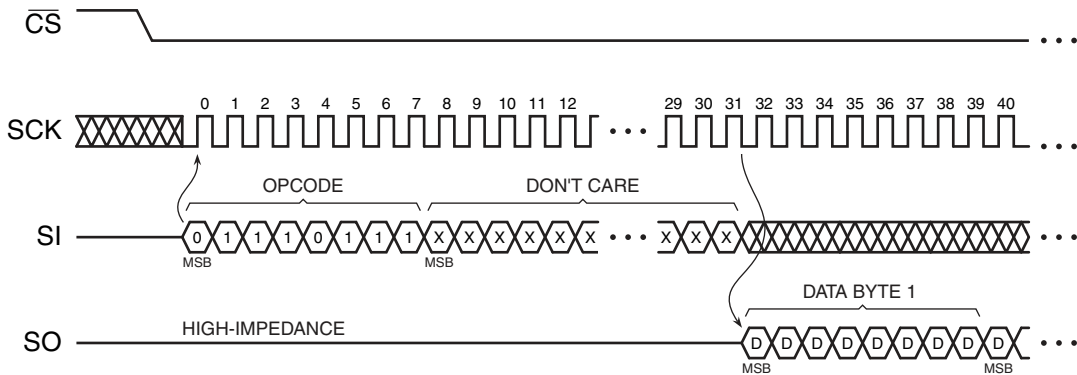 CS
0 1 2 3 4 5 6 7 8 9 10 11 12 29 30 31 32 33 34 35 36 37 38 39 40
SCK
OPCODE DON'T CARE
SI 0 1 1 1 0 1 1 1 X X X X X X X X X
MSB MSB
DATA BYTE 1
HIGH-IMPEDANCE
SO D D D D D D D D D
MSB MSB